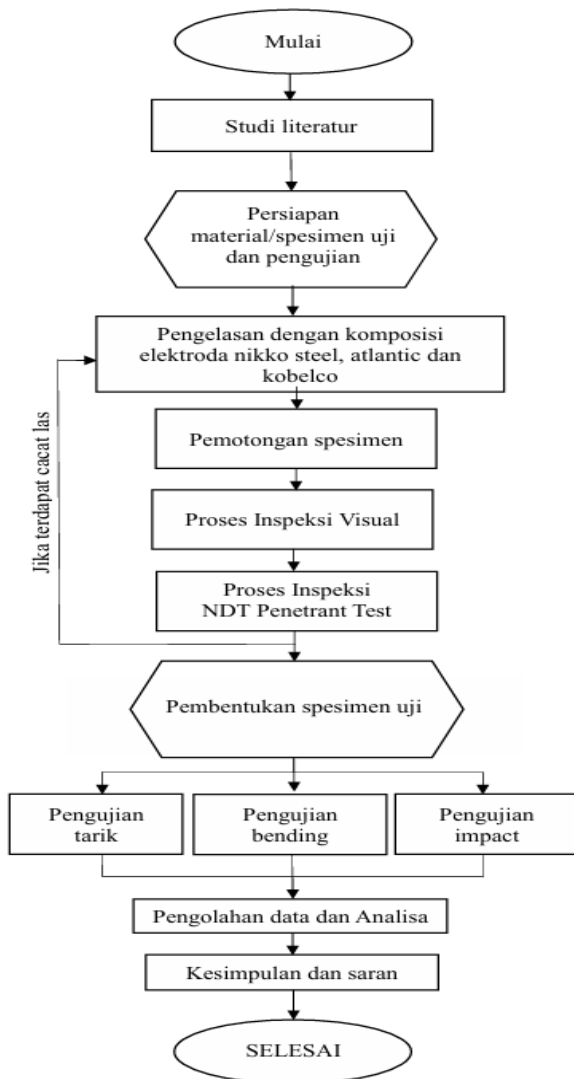 Mulai
Studi literatur
Persiapan
material/spesimen uji
dan pengujian
Pengelasan dengan komposisi
elektroda nikko steel, atlantic dan
kobelco
Jika terdapat cacat las
Pemotongan spesimen
Proses Inspeksi Visual
Proses Inspeksi
NDT Penetrant Test
Pembentukan spesimen uji
Pengujian
tarik
Pengujian
bending
Pengujian
impact
Pengolahan data dan Analisa
Kesimpulan dan saran
SELESAI